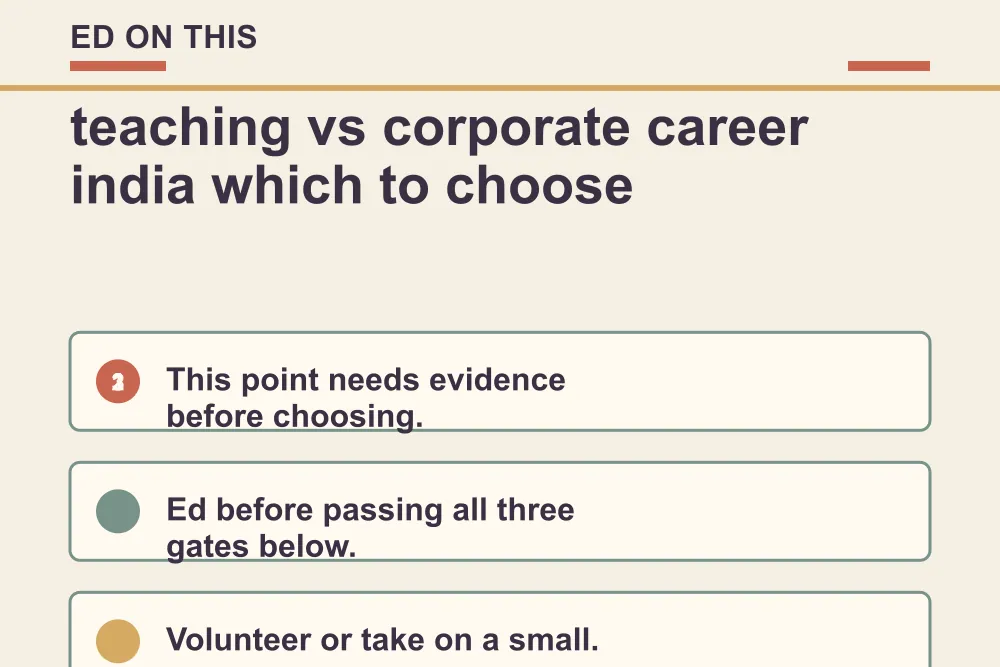 ED ON THIS
teaching vs corporate career
india which to choose
This point needs evidence
before choosing.
Ed before passing all three
gates below.
Volunteer or take on a small.